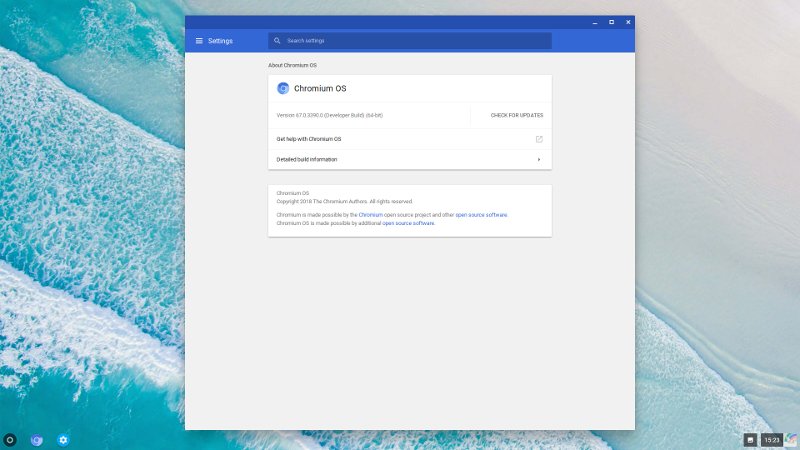 Settings
Search settings
About Chromium OS
Chromium OS
Version 67.0.3390.0 (Developer Build) (64-bit)
CHECK FOR UPDATES
Get help with Chromium OS
Detailed build information
Chromium OS
Copyright 2018 The Chromium Authors. All rights reserved.
Chromium is made possible by the Chromium open source project and other open source software.
Chromium OS is made possible by additional open source software.
15:23